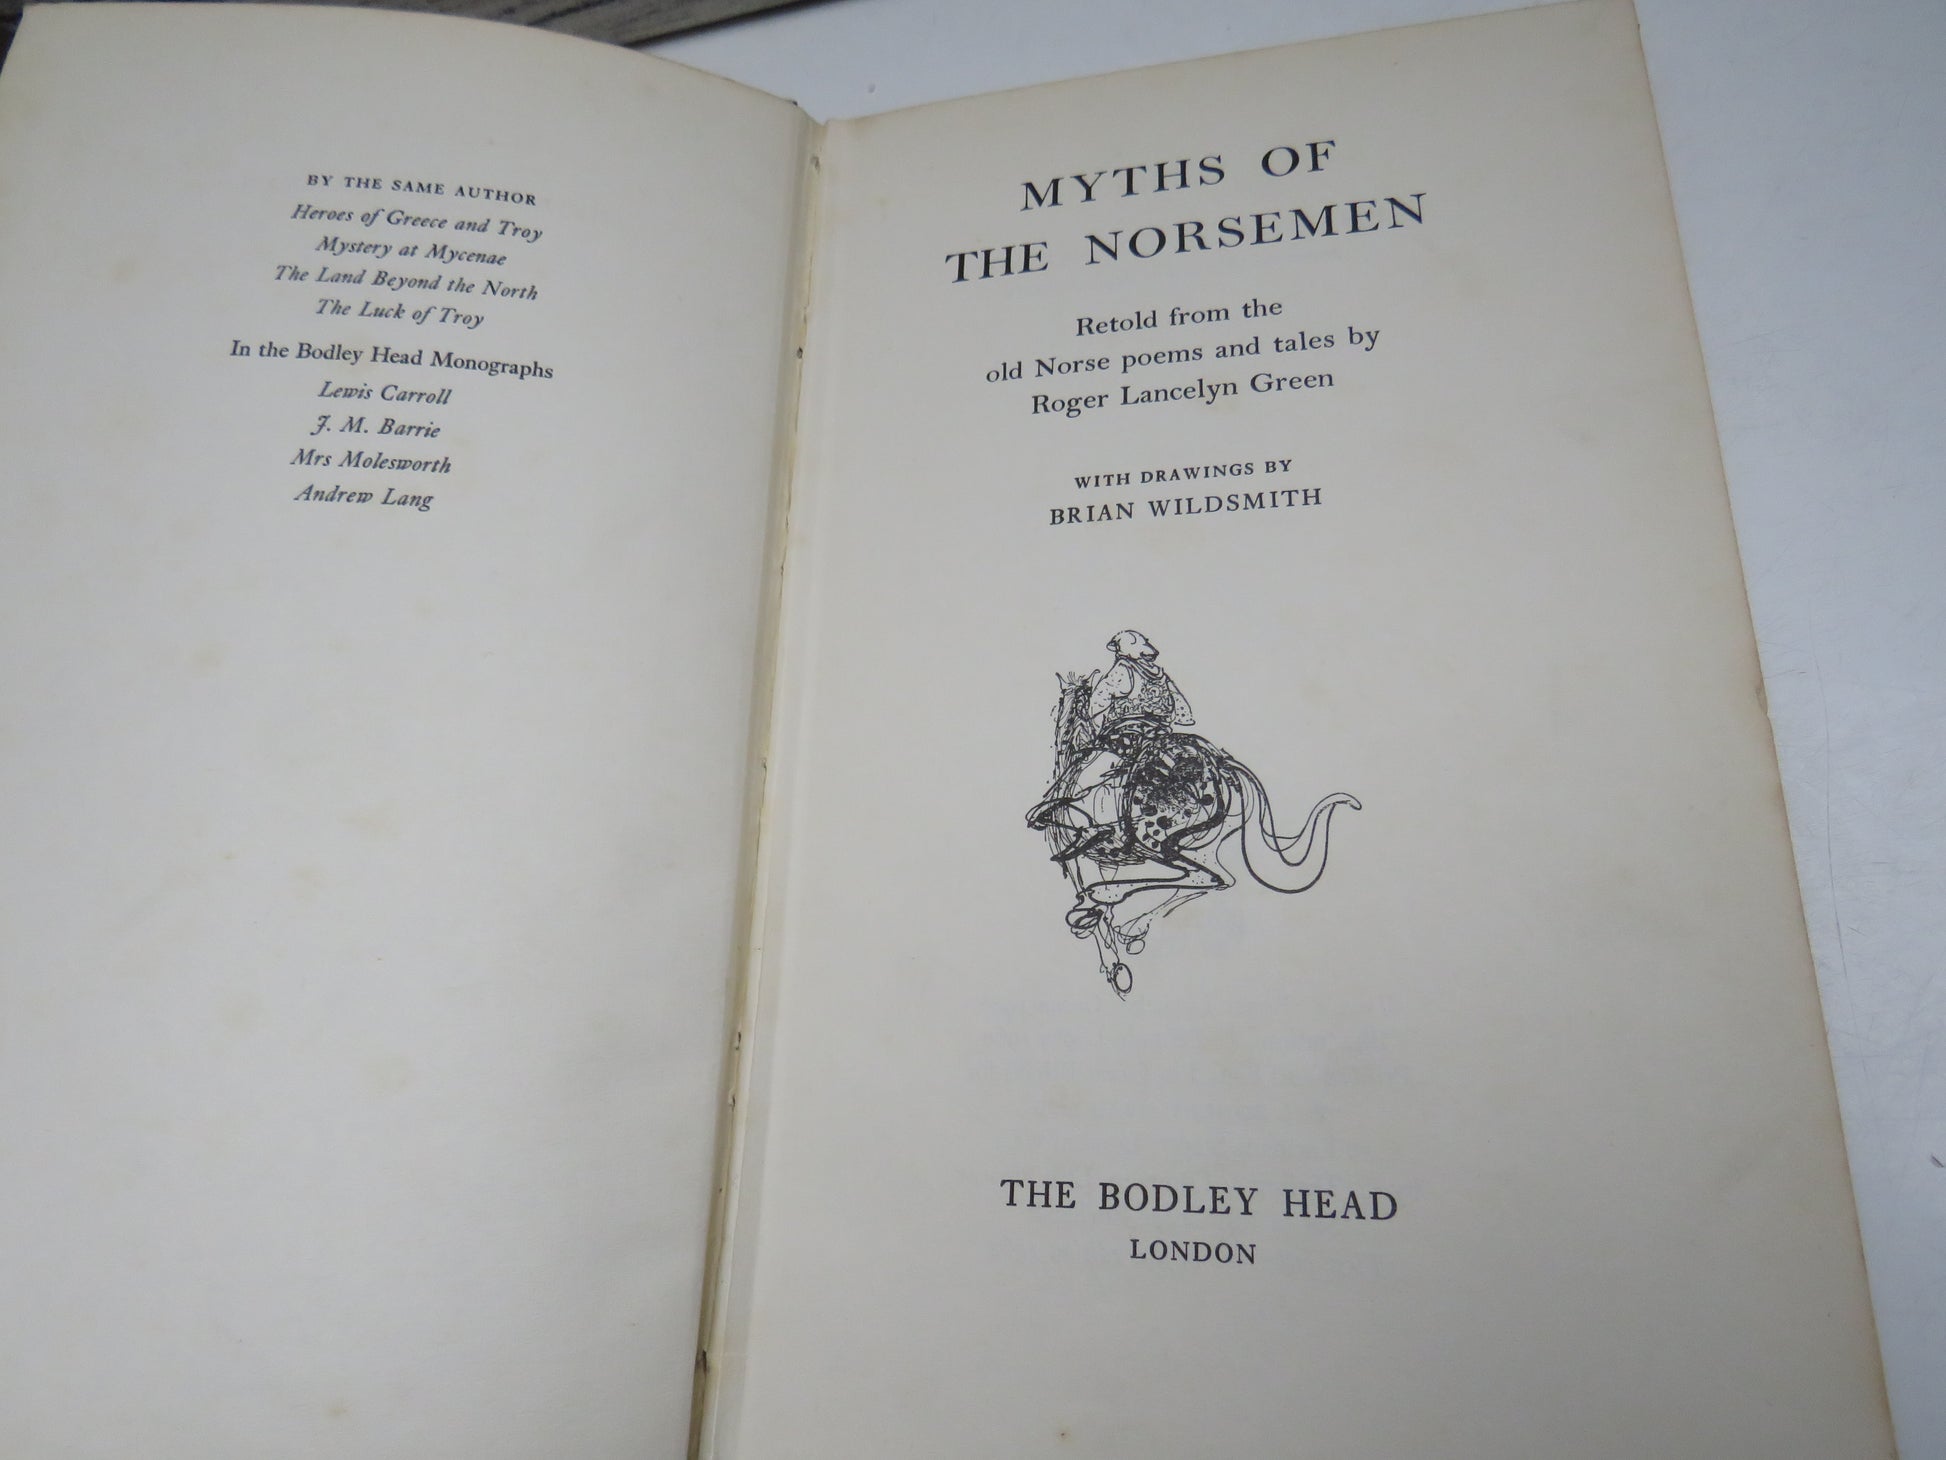 BY THE SAME AUTHOR
Heroes of Greece and Troy
Mystery at Mycenae
The Land Beyond the North
The Luck of Troy
In the Bodley Head Monographs
Lewis Carroll
J. M. Barrie
Mrs Molesworth
Andrew Lang
MYTHS OF
THE NORSEMEN
Retold from the
old Norse poems and tales by
Roger Lancelyn Green
WITH DRAWINGS BY
BRIAN WILDSMITH
THE BODLEY HEAD
LONDON